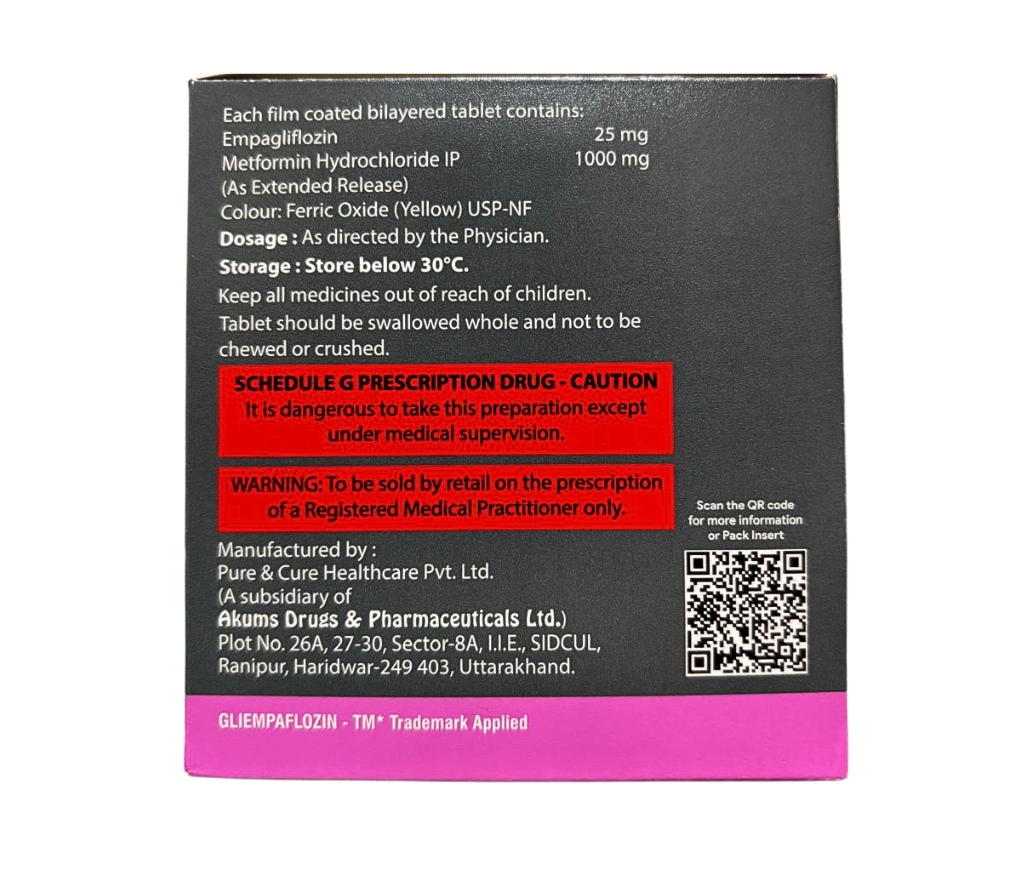 Each film coated bilayered tablet contains:
Empagliflozin 25 mg
Metformin Hydrochloride IP 1000 mg
(As Extended Release)
Colour: Ferric Oxide (Yellow) USP-NF
Dosage : As directed by the Physician.
Storage : Store below 30°C.
Keep all medicines out of reach of children.
Tablet should be swallowed whole and not to be
chewed or crushed.
SCHEDULE G PRESCRIPTION DRUG - CAUTION
It is dangerous to take this preparation except
under medical supervision.
WARNING: To be sold by retail on the prescription
of a Registered Medical Practitioner only.
Manufactured by :
Pure & Cure Healthcare Pvt. Ltd.
(A subsidiary of
Akums Drugs & Pharmaceuticals Ltd.)
Plot No. 26A, 27-30, Sector-8A, I.I.E., SIDCUL,
Ranipur, Haridwar-249 403, Uttarakhand.
Scan the QR code
for more information
or Pack Insert
GLIEMPAFLOZIN - TM* Trademark Applied